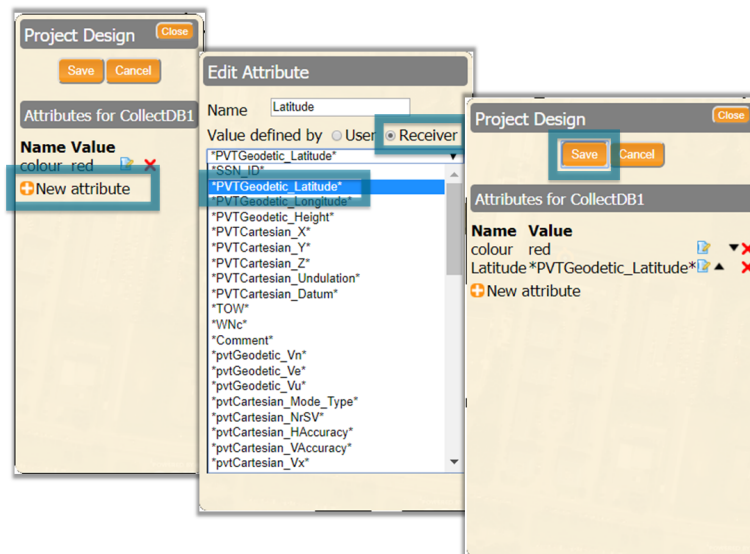 Project Design
Close
Save
Cancel
Attributes for CollectDB1
Name Value
colour red
New attribute
Edit Attribute
Name
Latitude
Value defined by User Receiver
*PVTGeodetic_Latitude*
*SSN_ID*
*PVTGeodetic_Latitude*
*PVTGeodetic_Longitude*
*PVTGeodetic_Height*
*PVTCartesian_X*
*PVTCartesian_Y*
*PVTCartesian_Z*
*PVTCartesian_Undulation*
*PVTCartesian_Datum*
*TOW*
*WNc*
*Comment*
*pvtGeodetic_Vn*
*pvtGeodetic_Ve*
*pvtGeodetic_Vu*
*pvtCartesian_Mode_Type*
*pvtCartesian_NrSV*
*pvtCartesian_HAccuracy*
*pvtCartesian_VAccuracy*
*pvtCartesian_Vx*
Project Design
Close
Save
Cancel
Attributes for CollectDB1
Name Value
colour red
Latitude *PVTGeodetic_Latitude*
New attribute